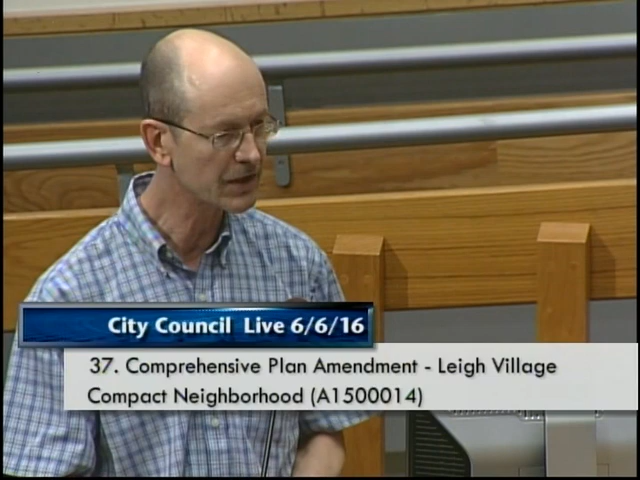 City Council Live 6/6/16
37. Comprehensive Plan Amendment - Leigh Village
Compact Neighborhood (A1500014)